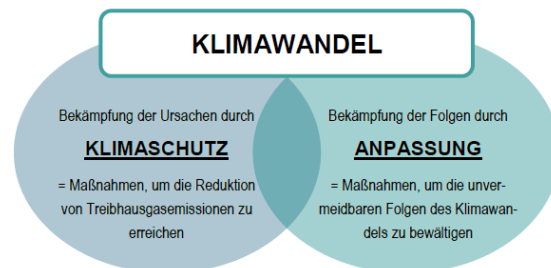 KLIMAWANDEL
Bekämpfung der Ursachen durch
KLIMASCHUTZ
= Maßnahmen, um die Reduktion
von Treibhausgasemissionen zu
erreichen
Bekämpfung der Folgen durch
ANPASSUNG
= Maßnahmen, um die unver-
meidbaren Folgen des Klimawan-
dels zu bewältigen